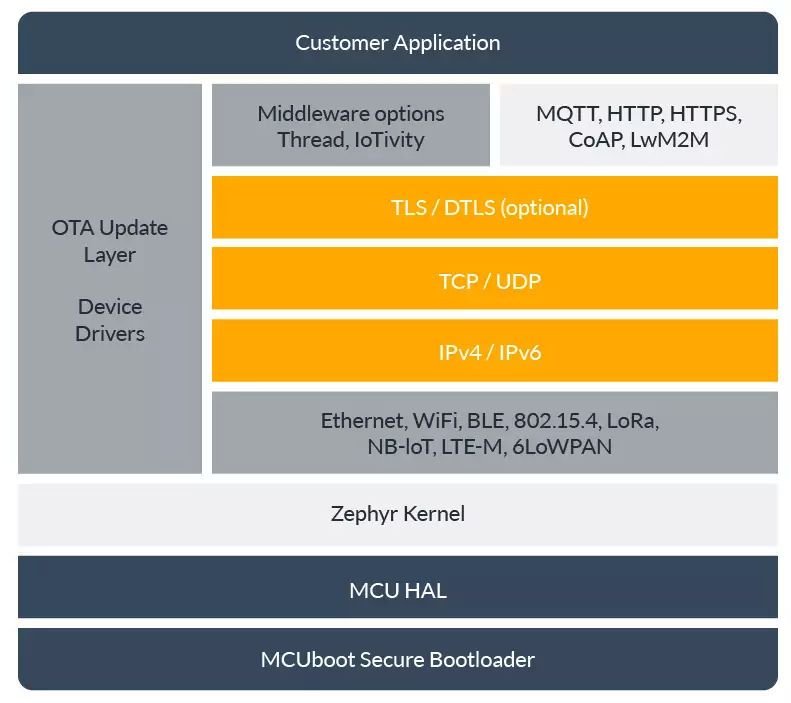 Customer Application
OTA Update
Layer
Device
Drivers
Middleware options
Thread, IoTivity
MQTT, HTTP, HTTPS,
CoAP, LwM2M
TLS / DTLS (optional)
TCP / UDP
IPv4 / IPv6
Ethernet, WiFi, BLE, 802.15.4, LoRa,
NB-IoT, LTE-M, 6LoWPAN
Zephyr Kernel
MCU HAL
MCUboot Secure Bootloader